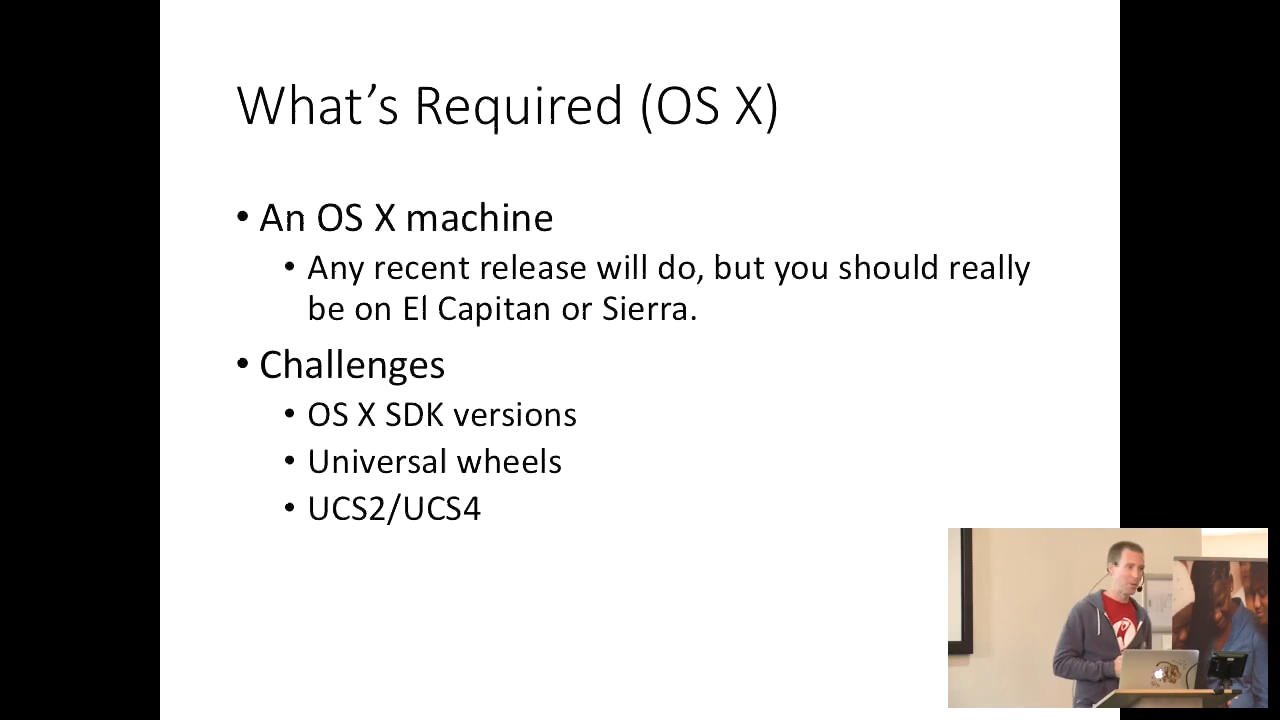 What’s Required (OS X)
• An OS X machine
• Any recent release will do, but you should really
be on El Capitan or Sierra.
• Challenges
• OS X SDK versions
• Universal wheels
• UCS2/UCS4